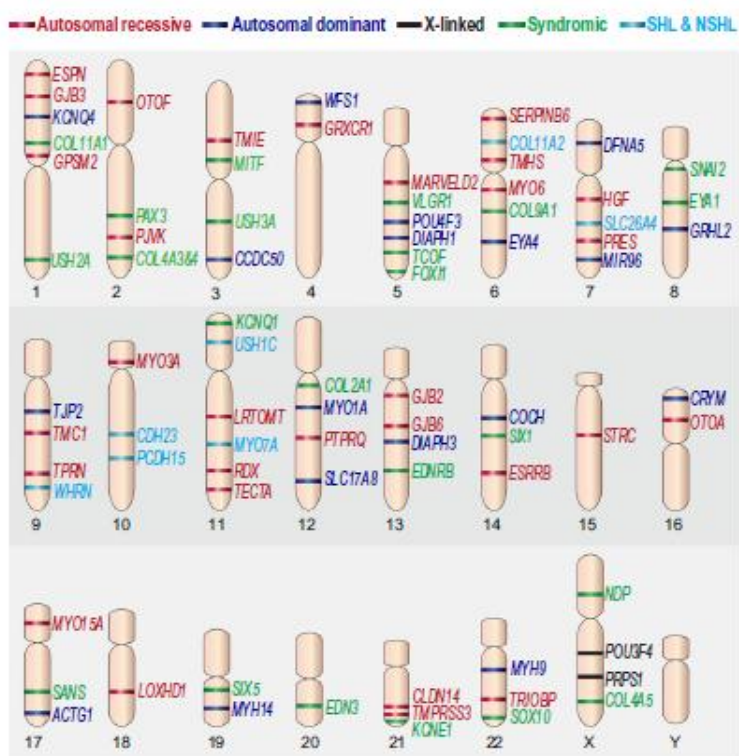 Autosomal recessive Autosomal dominant X-linked Syndromic SHL & NSHL
ESPN
GJB3
KCNQ4
COL11A1
GPSM2
USH2A
1
OTOF
PAX3
PJVK
COL4A3&4
2
TMIE
MITF
USH3A
CCDC50
3
WFS1
GRXCR1
4
MARVELD2
VLGR1
POU4F3
DIAPH1
TCOF
FOXI1
5
SERPINB6
COL11A2
TMHS
MYO6
COL9A1
EYA4
6
DFNA5
HGF
SLC26A4
PRES
MIR96
7
SNAI2
EYA1
GRHL2
8
TJP2
TMC1
TPRN
WHRN
9
MYO3A
CDH23
PCDH15
10
KCNQ1
USH1C
LRTOMT
MYO7A
RDX
TECTA
11
COL2A1
MYO1A
PTPRQ
SLC17A8
12
GJB2
GJB6
DIAPH3
EDNRB
13
COCH
SIX1
ESRRB
14
STRC
15
CRYM
OTOA
16
MYO15A
SANS
ACTG1
17
LOXHD1
18
SIX5
MYH14
19
EDN3
20
CLDN14
TMPRSS3
KCNE1
21
MYH9
TRIOBP
SOX10
22
NDP
POU3F4
PRPS1
COL4A5
X
Y